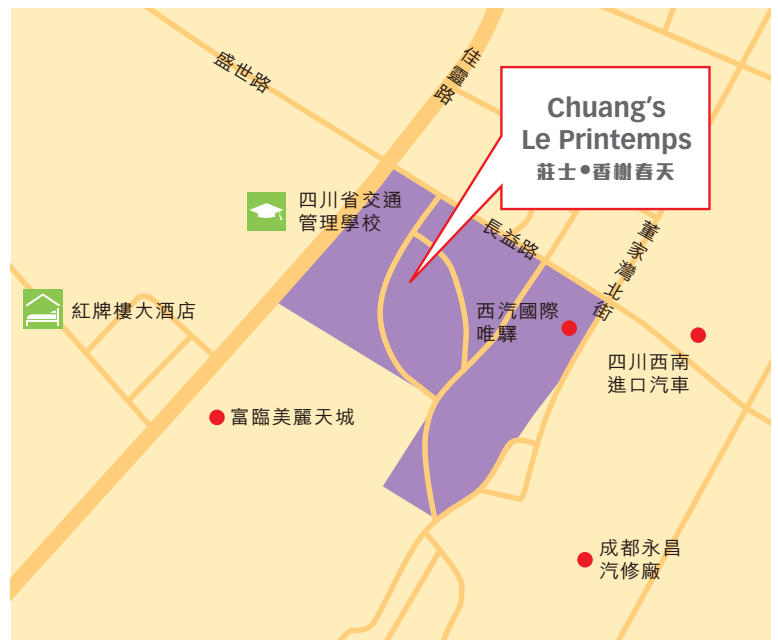 盛世路
佳靈路
Chuang's
Le Printemps
莊士•香榭春天
四川省交通
管理學校
長益路
董家灣北街
紅牌樓大酒店
西汽國際
唯驛
四川西南
進口汽車
富臨美麗天城
成都永昌
汽修廠